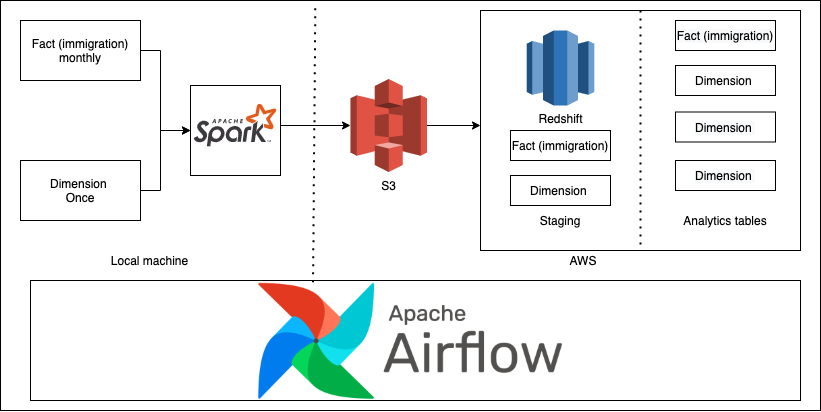 Fact (immigration)
monthly
Dimension
Once
APACHE
Spark
S3
Redshift
Fact (immigration)
Dimension
Staging
Fact (immigration)
Dimension
Dimension
Dimension
Analytics tables
Local machine
AWS
Apache
Airflow